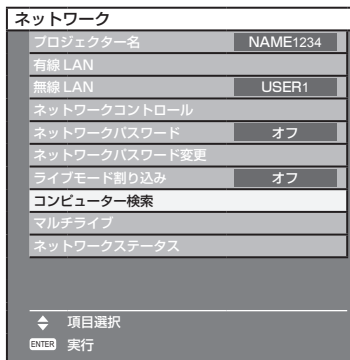 ネットワーク
プロジェクター名 NAME1234
有線 LAN
無線 LAN USER1
ネットワークコントロール
ネットワークパスワード オフ
ネットワークパスワード変更
ライブモード割り込み オフ
コンピューター検索
マルチライブ
ネットワークステータス
項目選択
ENTER 実行